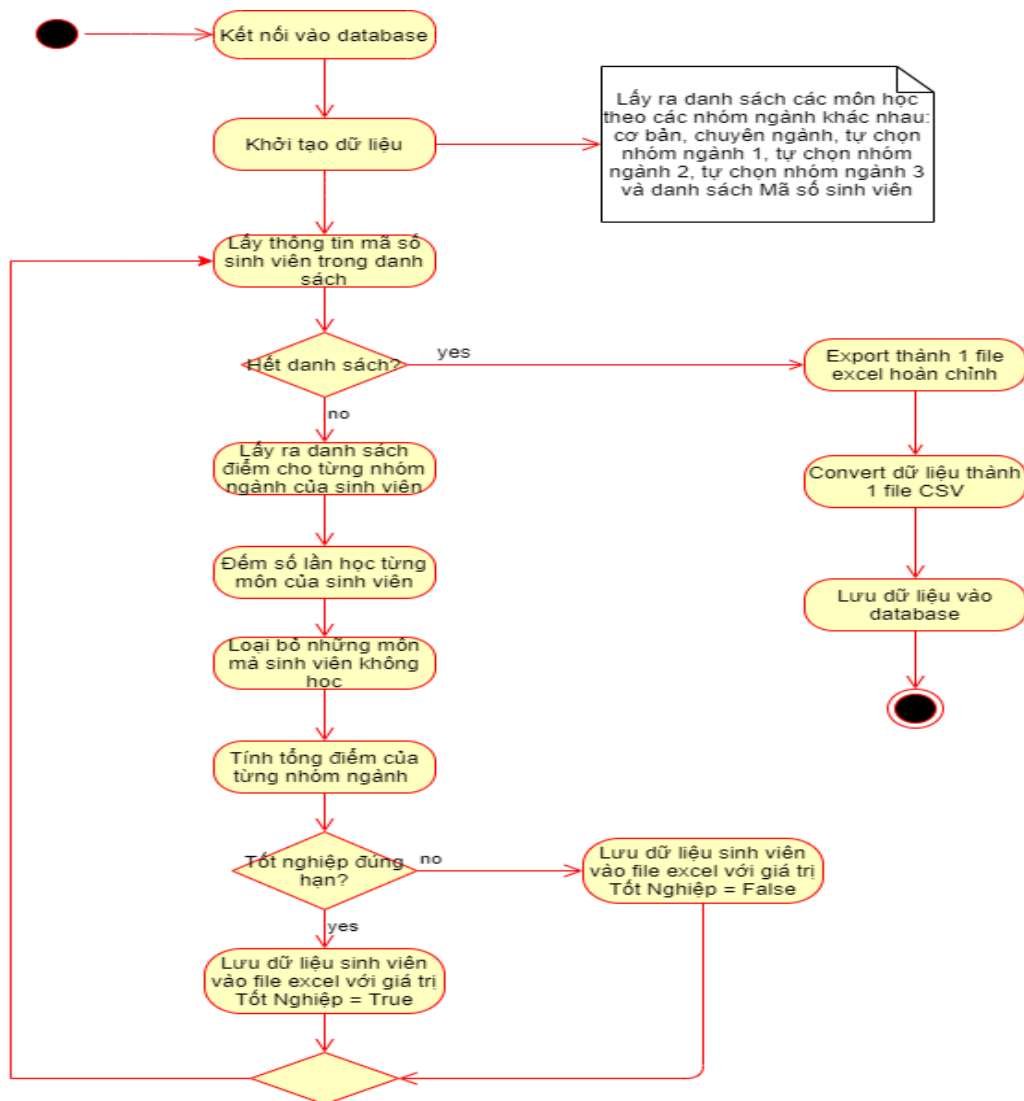 Kết nối vào database
Khởi tạo dữ liệu
Lấy ra danh sách các môn học
theo các nhóm ngành khác nhau:
cơ bản, chuyên ngành, tự chọn
nhóm ngành 1, tự chọn nhóm
ngành 2, tự chọn nhóm ngành 3
và danh sách Mã số sinh viên
Lấy thông tin mã số
sinh viên trong danh
sách
Hết danh sách?
yes
no
Export thành 1 file
excel hoàn chỉnh
Convert dữ liệu thành
1 file CSV
Lưu dữ liệu vào
database
Lấy ra danh sách
điểm cho từng nhóm
ngành của sinh viên
Đếm số lần học từng
môn của sinh viên
Loại bỏ những môn
mà sinh viên không
học
Tính tổng điểm của
từng nhóm ngành
Tốt nghiệp đúng
hạn?
no
yes
Lưu dữ liệu sinh viên
vào file excel với giá trị
Tốt Nghiệp = False
Lưu dữ liệu sinh viên
vào file excel với giá trị
Tốt Nghiệp = True